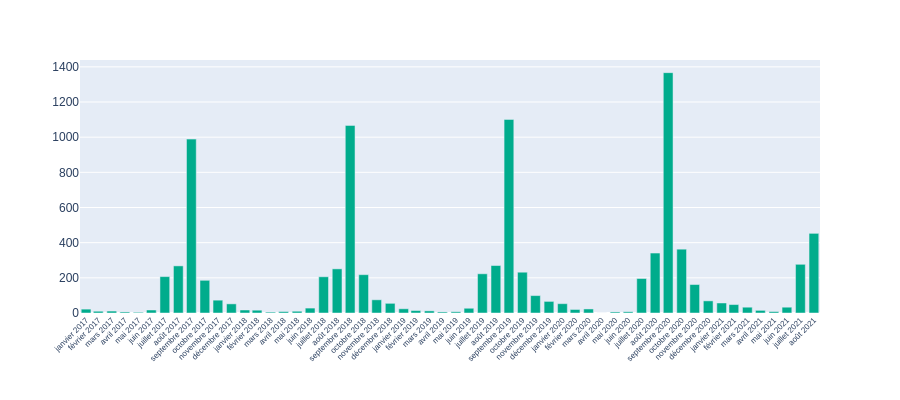 1400
1200
1000
800
600
400
200
0
janvier 2017
février 2017
mars 2017
avril 2017
mai 2017
juin 2017
juillet 2017
août 2017
septembre 2017
octobre 2017
novembre 2017
décembre 2017
janvier 2018
février 2018
mars 2018
avril 2018
mai 2018
juin 2018
juillet 2018
août 2018
septembre 2018
octobre 2018
novembre 2018
décembre 2018
janvier 2019
février 2019
mars 2019
avril 2019
mai 2019
juin 2019
juillet 2019
août 2019
septembre 2019
octobre 2019
novembre 2019
décembre 2019
janvier 2020
février 2020
mars 2020
avril 2020
mai 2020
juin 2020
juillet 2020
août 2020
septembre 2020
octobre 2020
novembre 2020
décembre 2020
janvier 2021
février 2021
mars 2021
avril 2021
mai 2021
juin 2021
juillet 2021
août 2021